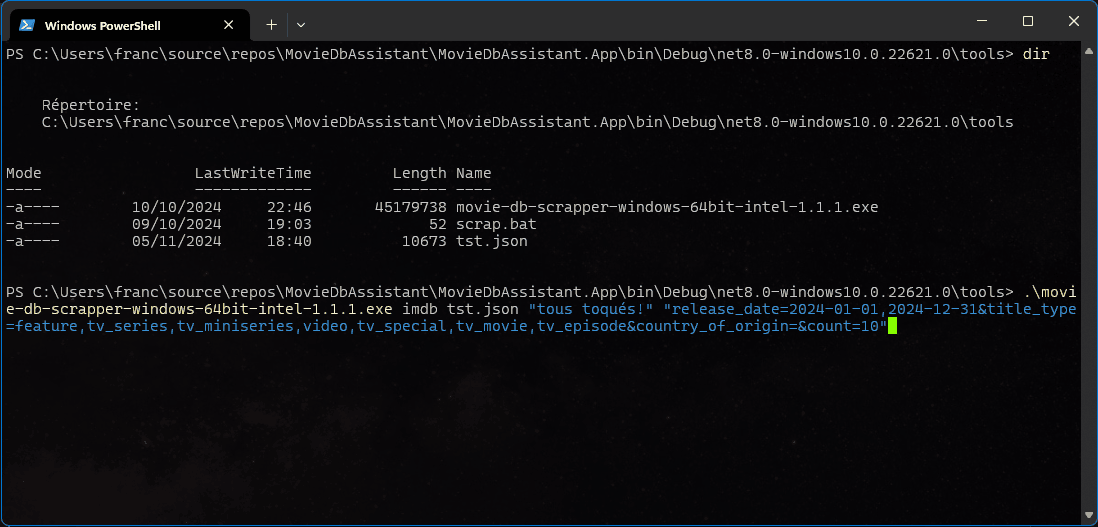 Windows PowerShell
PS C:\Users\franc\source\repos\MovieDbAssistant\MovieDbAssistant.App\bin\Debug\net8.0-windows10.0.22621.0\tools> dir
Répertoire:
C:\Users\franc\source\repos\MovieDbAssistant\MovieDbAssistant.App\bin\Debug\net8.0-windows10.0.22621.0\tools
Mode LastWriteTime Length Name
---- ------------- ------ ----
-a---- 10/10/2024 22:46 45179738 movie-db-scrapper-windows-64bit-intel-1.1.1.exe
-a---- 09/10/2024 19:03 52 scrap.bat
-a---- 05/11/2024 18:40 10673 tst.json
PS C:\Users\franc\source\repos\MovieDbAssistant\MovieDbAssistant.App\bin\Debug\net8.0-windows10.0.22621.0\tools> .\movi
e-db-scrapper-windows-64bit-intel-1.1.1.exe imdb tst.json "tous toqués!" "release_date=2024-01-01,2024-12-31&title_type
=feature,tv_series,tv_miniseries,video,tv_special,tv_movie,tv_episode&country_of_origin=&count=10"